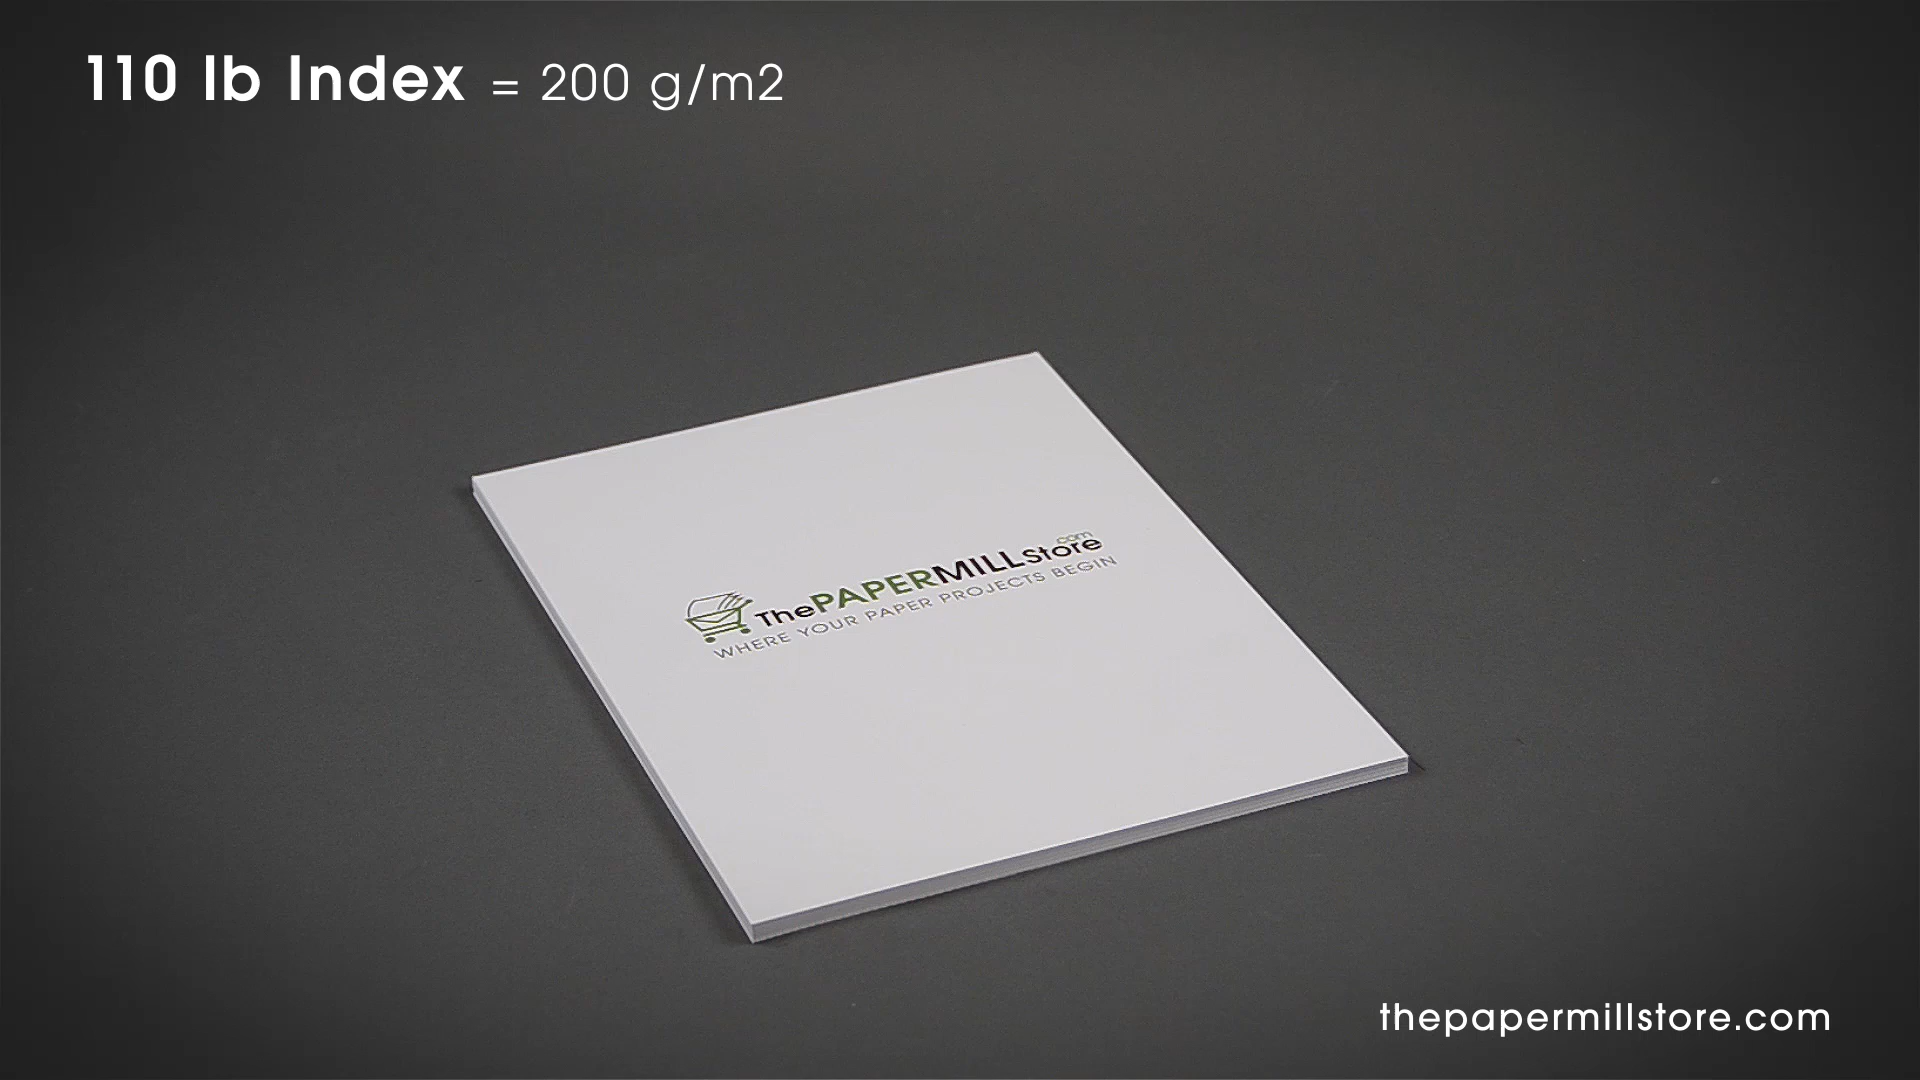 110 lb Index = 200 g/m2
ThePAPERMILLStore.com
WHERE YOUR PAPER PROJECTS BEGIN
thepapermillstore.com